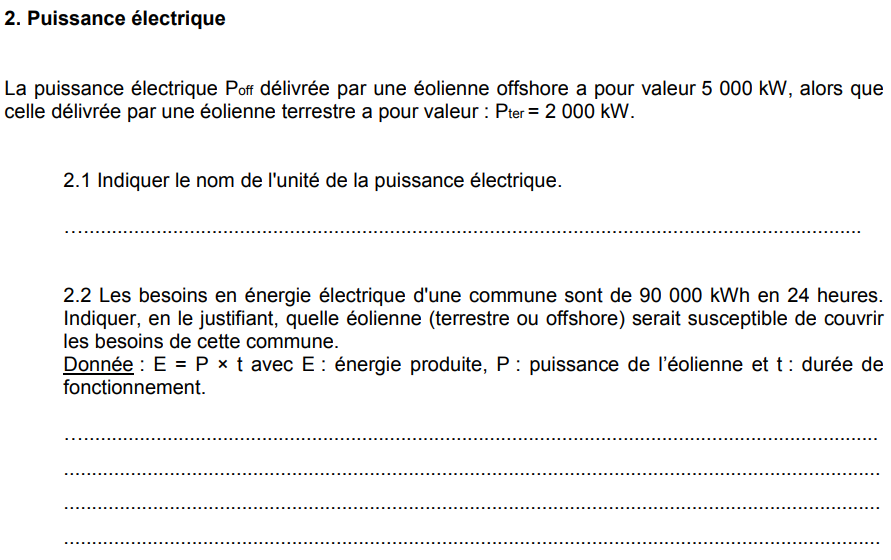 2. Puissance électrique
La puissance électrique Poff délivrée par une éolienne offshore a pour valeur 5 000 kW, alors que
celle délivrée par une éolienne terrestre a pour valeur : Pter = 2 000 kW.
2.1 Indiquer le nom de l'unité de la puissance électrique.
2.2 Les besoins en énergie électrique d'une commune sont de 90 000 kWh en 24 heures.
Indiquer, en le justifiant, quelle éolienne (terrestre ou offshore) serait susceptible de couvrir
les besoins de cette commune.
Donnée : E = P × t avec E : énergie produite, P : puissance de l’éolienne et t : durée de
fonctionnement.